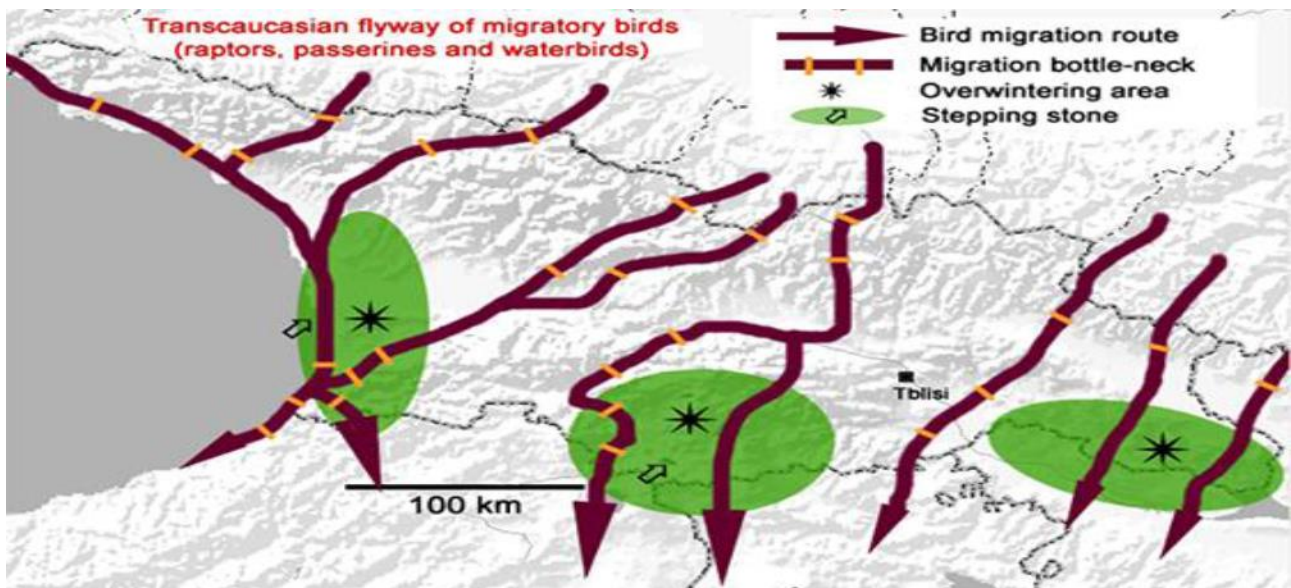 Transcaucasian flyway of migratory birds
(raptors, passerines and waterbirds)
Bird migration route
Migration bottle-neck
Overwintering area
Stepping stone
Tblisi
100 km